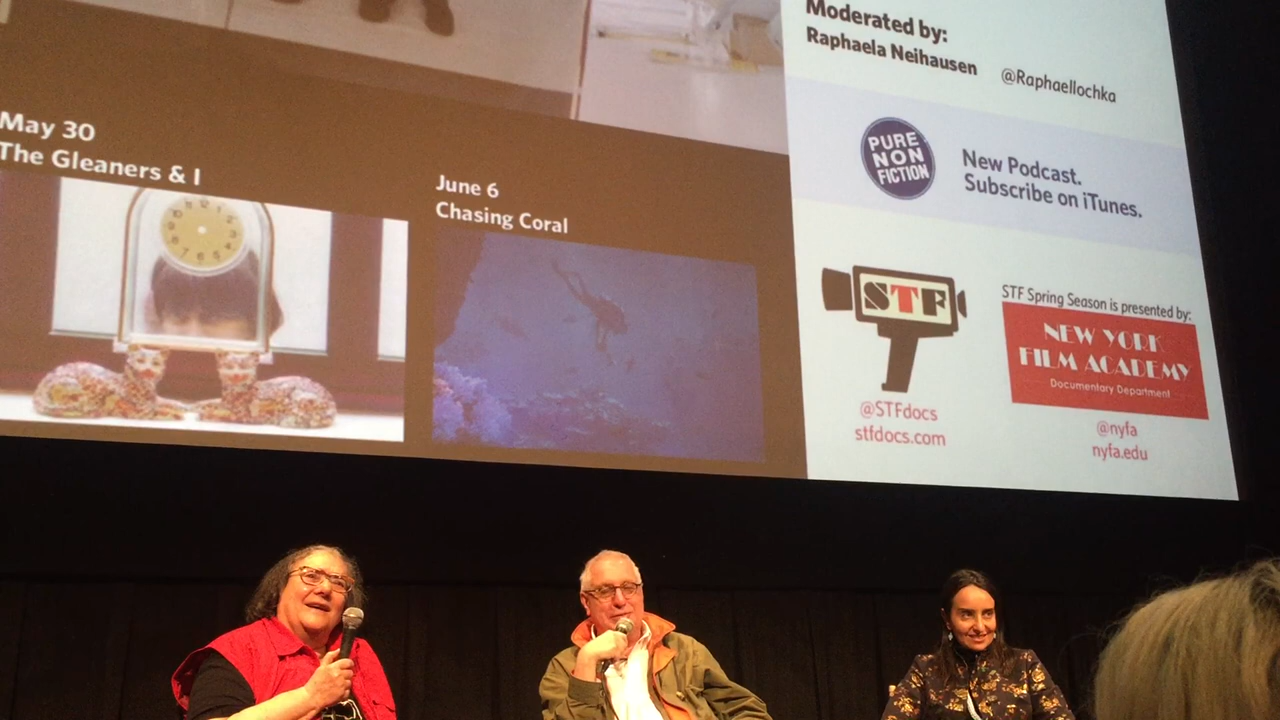 May 30
The Gleaners & I
June 6
Chasing Coral
Moderated by:
Raphaela Neihausen @Raphaellochka
PURE
NON
FICTION
New Podcast.
Subscribe on iTunes.
STF
@STFdocs
stfdocs.com
STF Spring Season is presented by:
NEW YORK
FILM ACADEMY
Documentary Department
@nyfa
nyfa.edu